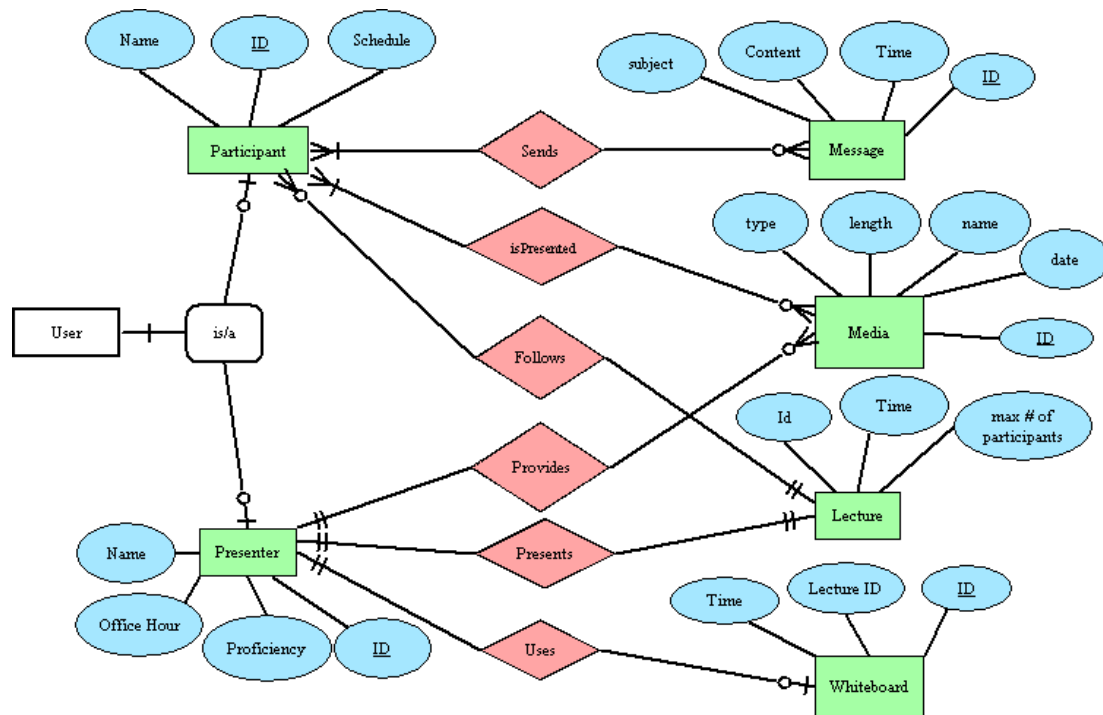 Name
ID
Schedule
subject
Content
Time
ID
Participant
Sends
Message
type
length
name
date
isPresented
User
is/a
Follows
Media
ID
Id
Time
max # of
participants
Provides
Lecture
Name
Presenter
Presents
Office Hour
Proficiency
ID
Time
Lecture ID
ID
Uses
Whiteboard